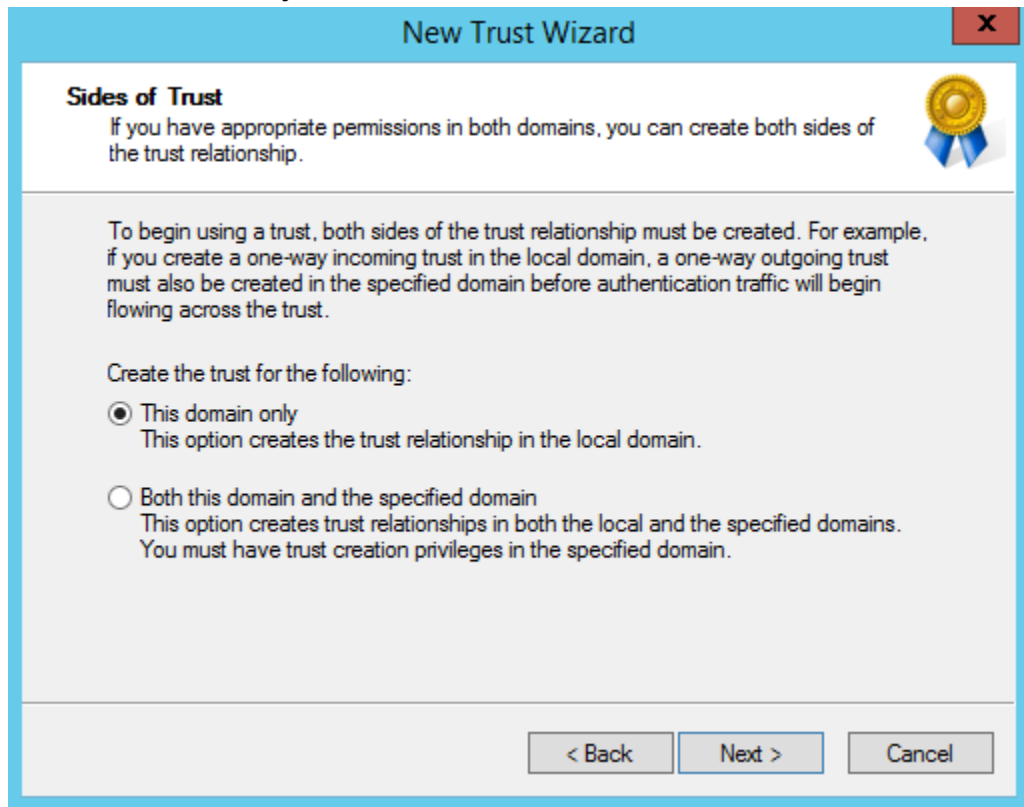 New Trust Wizard
x
Sides of Trust
If you have appropriate permissions in both domains, you can create both sides of
the trust relationship.
To begin using a trust, both sides of the trust relationship must be created. For example,
if you create a one-way incoming trust in the local domain, a one-way outgoing trust
must also be created in the specified domain before authentication traffic will begin
flowing across the trust.
Create the trust for the following:
This domain only
This option creates the trust relationship in the local domain.
Both this domain and the specified domain
This option creates trust relationships in both the local and the specified domains.
You must have trust creation privileges in the specified domain.
< Back
Next >
Cancel